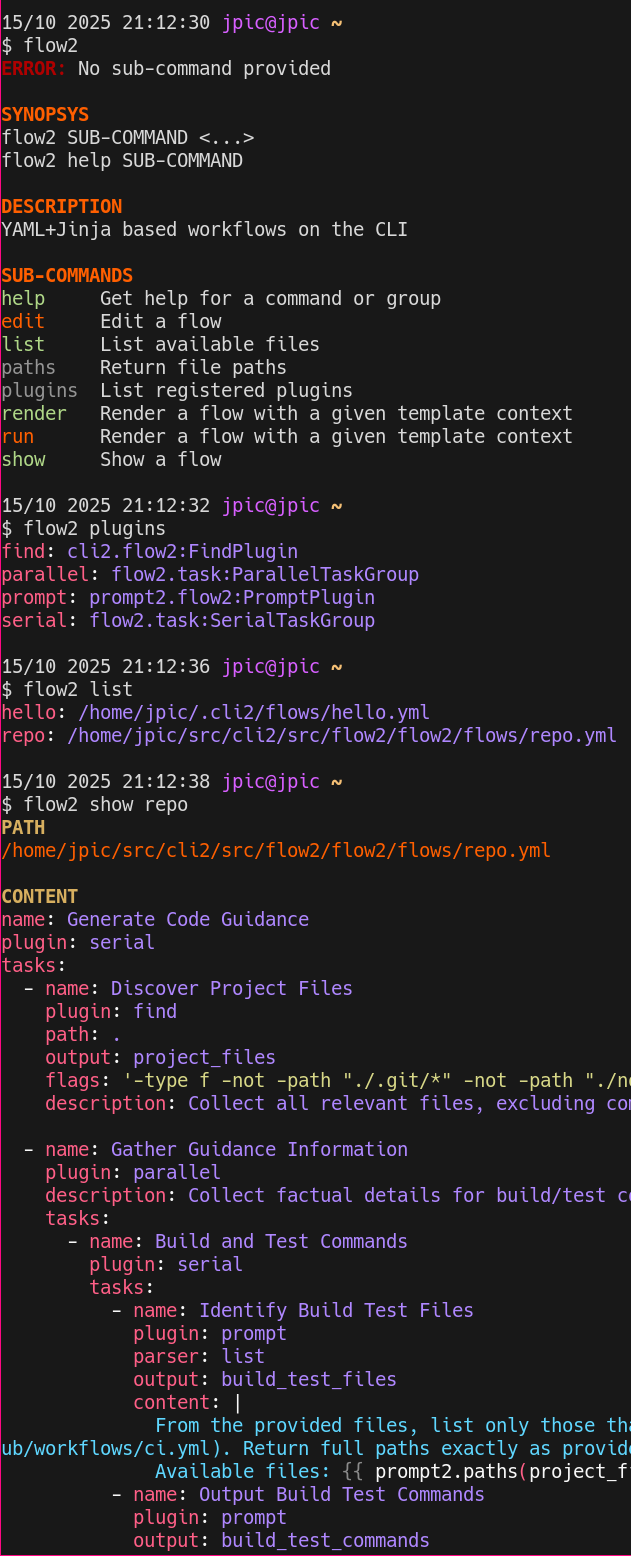 15/10 2025 21:12:30 jpic@jpic ~
$ flow2
ERROR: No sub-command provided

SYNOPSYS
flow2 SUB-COMMAND <...>
flow2 help SUB-COMMAND

DESCRIPTION
YAML+Jinja based workflows on the CLI

SUB-COMMANDS
help     Get help for a command or group
edit     Edit a flow
list     List available files
paths    Return file paths
plugins  List registered plugins
render   Render a flow with a given template context
run      Render a flow with a given template context
show     Show a flow

15/10 2025 21:12:32 jpic@jpic ~
$ flow2 plugins
find: cli2.flow2:FindPlugin
parallel: flow2.task:ParallelTaskGroup
prompt: prompt2.flow2:PromptPlugin
serial: flow2.task:SerialTaskGroup

15/10 2025 21:12:36 jpic@jpic ~
$ flow2 list
hello: /home/jpic/.cli2/flows/hello.yml
repo: /home/jpic/src/cli2/src/flow2/flow2/flows/repo.yml

15/10 2025 21:12:38 jpic@jpic ~
$ flow2 show repo
PATH
/home/jpic/src/cli2/src/flow2/flow2/flows/repo.yml

CONTENT
name: Generate Code Guidance
plugin: serial
tasks:
  - name: Discover Project Files
    plugin: find
    path: .
    output: project_files
    flags: '-type f -not -path "./.git/*" -not -path "./
    description: Collect all relevant files, excluding

  - name: Gather Guidance Information
    plugin: parallel
    description: Collect factual details for build/test
    tasks:
      - name: Build and Test Commands
        plugin: serial
        tasks:
          - name: Identify Build Test Files
            plugin: prompt
            parser: list
            output: build_test_files
            content: |
              From the provided files, list only those
ub/workflows/ci.yml). Return full paths exactly as
              Available files: {{ prompt2.paths(
          - name: Output Build Test Commands
            plugin: prompt
            output: build_test_commands